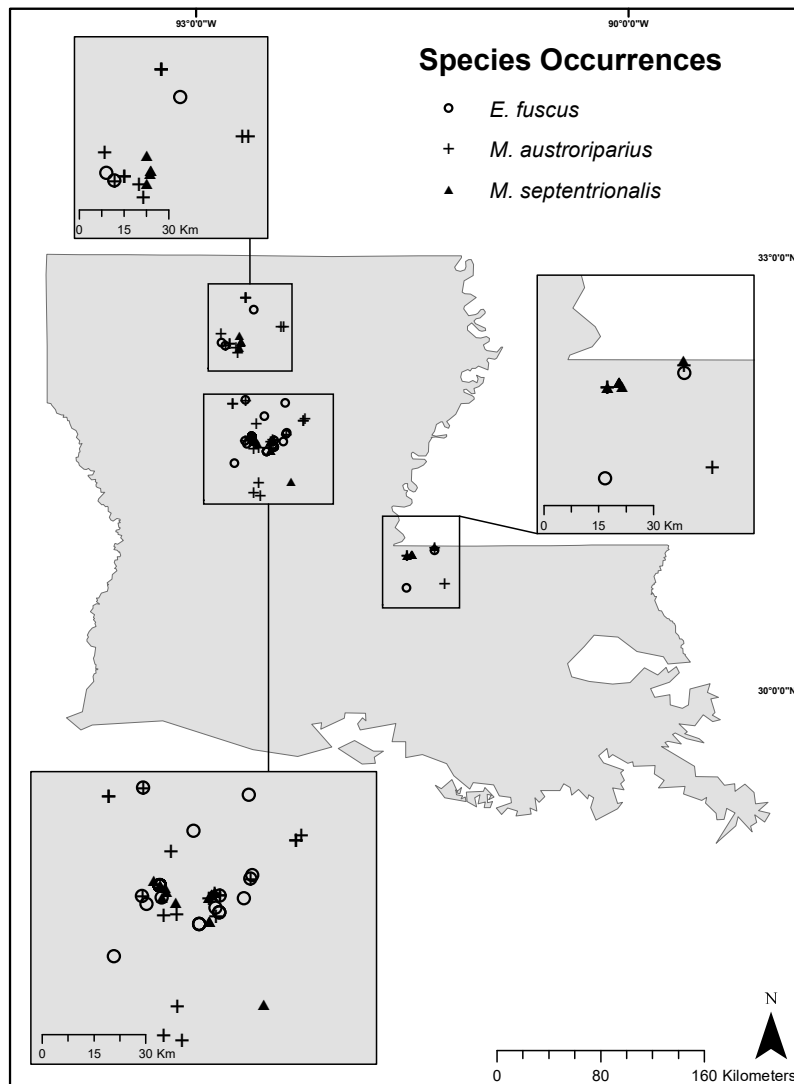 93°0'0"W
90°0'0"W
Species Occurrences
E. fuscus
M. austroriparius
M. septentrionalis
0 15 30 Km
33°0'0"N
0 15 30 Km
30°0'0"N
0 15 30 Km
N
0 80 160 Kilometers